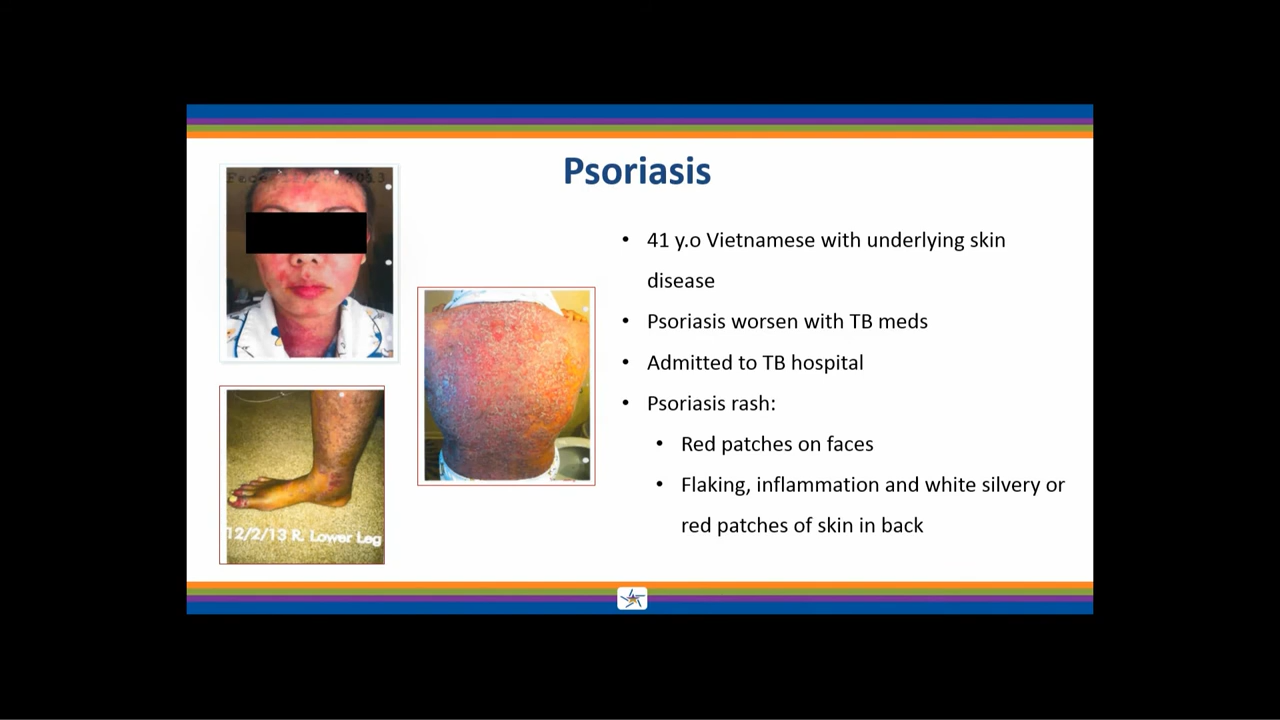 Psoriasis
Face
2013
• 41 y.o Vietnamese with underlying skin
disease
• Psoriasis worsen with TB meds
• Admitted to TB hospital
• Psoriasis rash:
• Red patches on faces
• Flaking, inflammation and white silvery or
red patches of skin in back
12/2/13 R. Lower Leg